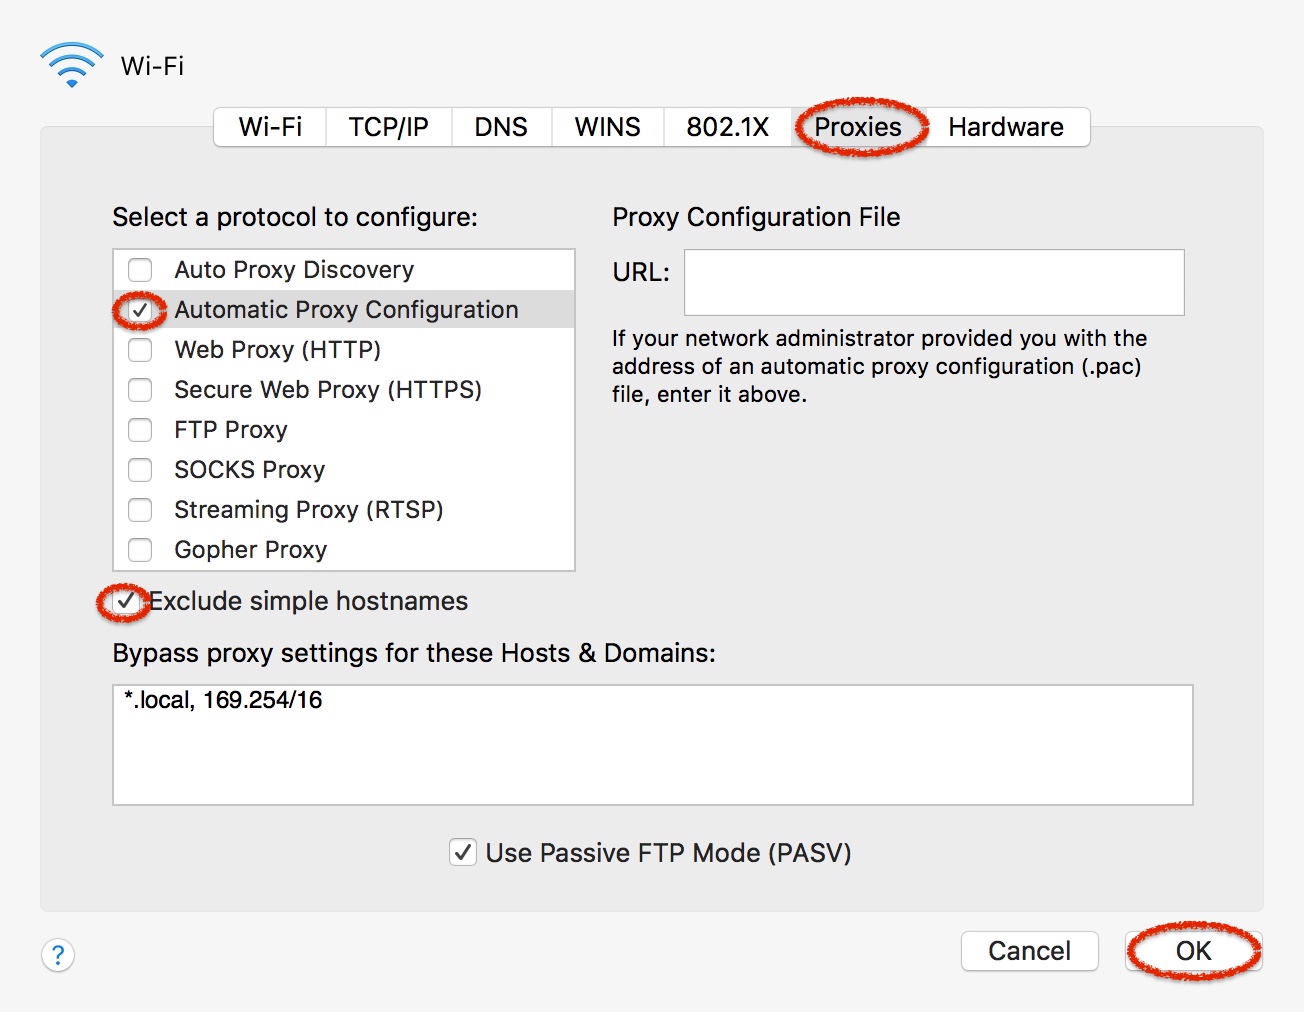 Wi-Fi
Wi-Fi TCP/IP DNS WINS 802.1X Proxies Hardware
Select a protocol to configure:
Auto Proxy Discovery
Automatic Proxy Configuration
Web Proxy (HTTP)
Secure Web Proxy (HTTPS)
FTP Proxy
SOCKS Proxy
Streaming Proxy (RTSP)
Gopher Proxy
Exclude simple hostnames
Proxy Configuration File
URL:
If your network administrator provided you with the
address of an automatic proxy configuration (.pac)
file, enter it above.
Bypass proxy settings for these Hosts & Domains:
*.local, 169.254/16
Use Passive FTP Mode (PASV)
?
Cancel
OK